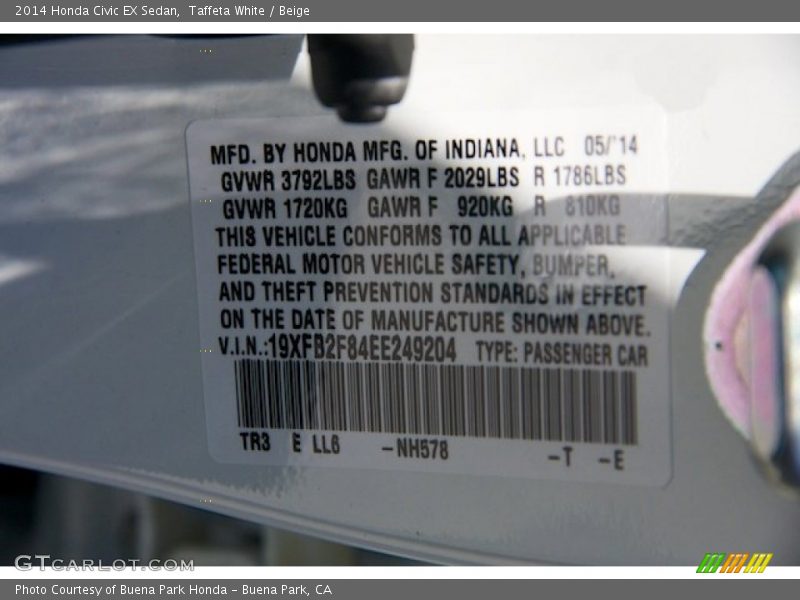 2014 Honda Civic EX Sedan, Taffeta White / Beige
MFD. BY HONDA MFG. OF INDIANA, LLC 05/'14
GVWR 3792LBS GAWR F 2029LBS R 1786LBS
GVWR 1720KG GAWR F 920KG R 810KG
THIS VEHICLE CONFORMS TO ALL APPLICABLE
FEDERAL MOTOR VEHICLE SAFETY, BUMPER,
AND THEFT PREVENTION STANDARDS IN EFFECT
ON THE DATE OF MANUFACTURE SHOWN ABOVE.
V.I.N.:19XFB2F84EE249204 TYPE: PASSENGER CAR
TR3 E LL6 -NH578 -T -E
GTcarlot.com
Photo Courtesy of Buena Park Honda - Buena Park, CA